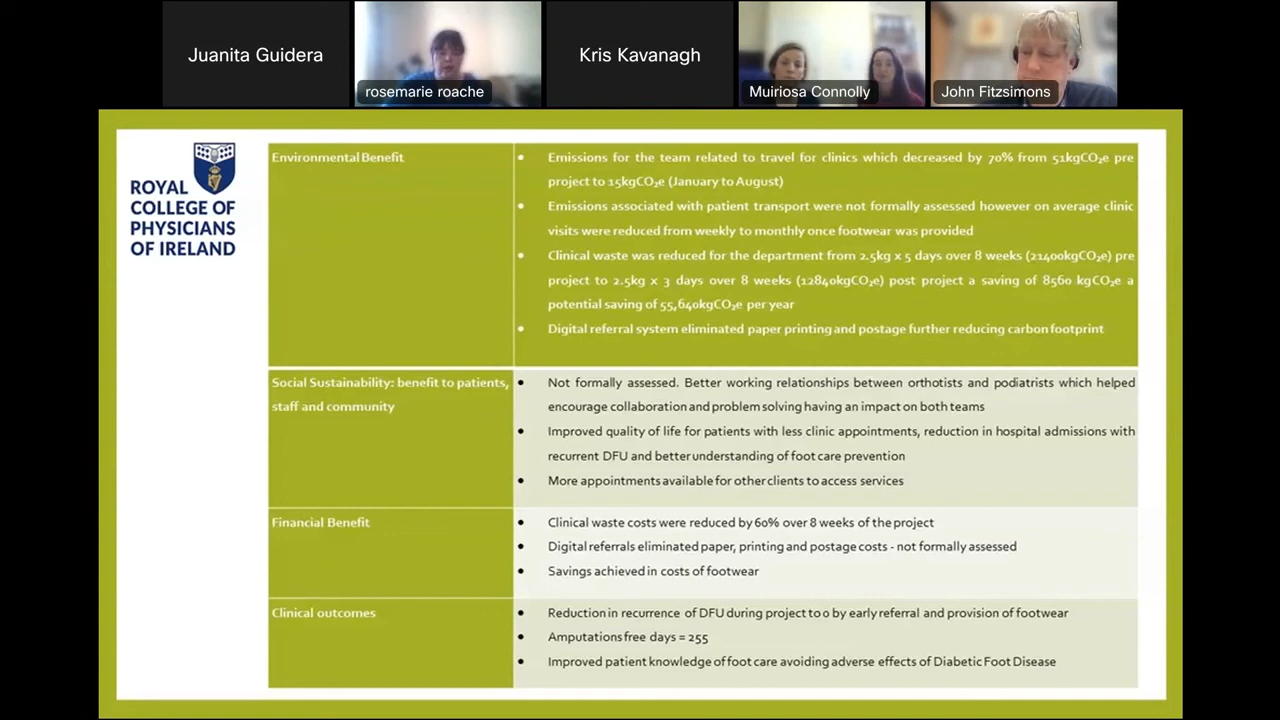 Juanita Guidera
rosemarie roache
Kris Kavanagh
Muiriosa Connolly
John Fitzsimons
ROYAL
COLLEGE OF
PHYSICIANS
OF IRELAND
Environmental Benefit
• Emissions for the team related to travel for clinics which decreased by 70% from 51kgCO₂e pre
project to 15kgCO₂e (January to August)
• Emissions associated with patient transport were not formally assessed however on average clinic
visits were reduced from weekly to monthly once footwear was provided
• Clinical waste was reduced for the department from 2.5kg x 5 days over 8 weeks (21400kgCO₂e) pre
project to 2.5kg x 3 days over 8 weeks (12840kgCO₂e) post project a saving of 8560 kgCO₂e a
potential saving of 55,640kgCO₂e per year
• Digital referral system eliminated paper printing and postage further reducing carbon footprint
Social Sustainability: benefit to patients,
staff and community
• Not formally assessed. Better working relationships between orthotists and podiatrists which helped
encourage collaboration and problem solving having an impact on both teams
• Improved quality of life for patients with less clinic appointments, reduction in hospital admissions with
recurrent DFU and better understanding of foot care prevention
• More appointments available for other clients to access services
Financial Benefit
• Clinical waste costs were reduced by 60% over 8 weeks of the project
• Digital referrals eliminated paper, printing and postage costs - not formally assessed
• Savings achieved in costs of footwear
Clinical outcomes
• Reduction in recurrence of DFU during project to 0 by early referral and provision of footwear
• Amputations free days = 255
• Improved patient knowledge of foot care avoiding adverse effects of Diabetic Foot Disease